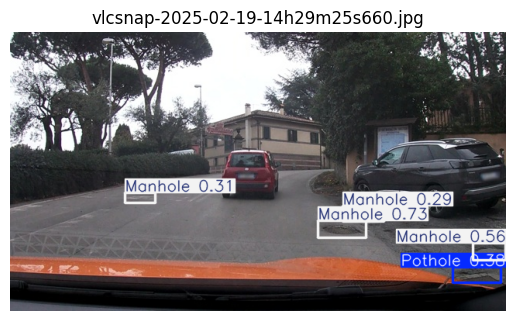 vlcsnap-2025-02-19-14h29m25s660.jpg
Manhole 0.31
Manhole 0.29
Manhole 0.73
Manhole 0.56
Pothole 0.38